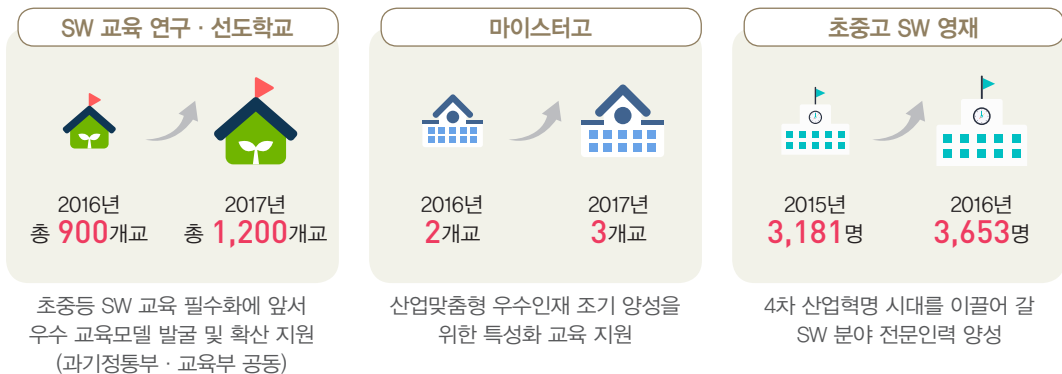 SW 교육 연구 · 선도학교
2016년
총 900개교
2017년
총 1,200개교
초중등 SW 교육 필수화에 앞서
우수 교육모델 발굴 및 확산 지원
(과기정통부 · 교육부 공동)
마이스터고
2016년
2개교
2017년
3개교
산업맞춤형 우수인재 조기 양성을
위한 특성화 교육 지원
초중고 SW 영재
2015년
3,181명
2016년
3,653명
4차 산업혁명 시대를 이끌어 갈
SW 분야 전문인력 양성